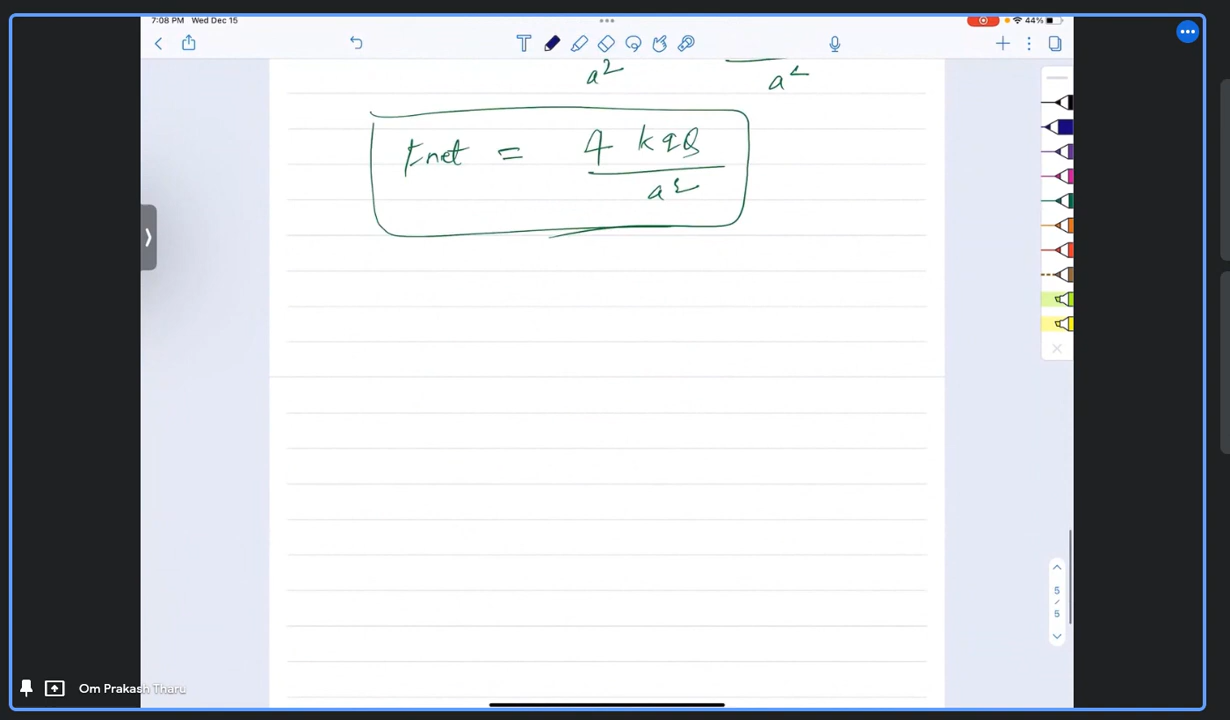 7:08 PM Wed Dec 15
44%
T
a²
a²
Fnet = 4 kqQ
a²
5
/
5
Om Prakash Tharu